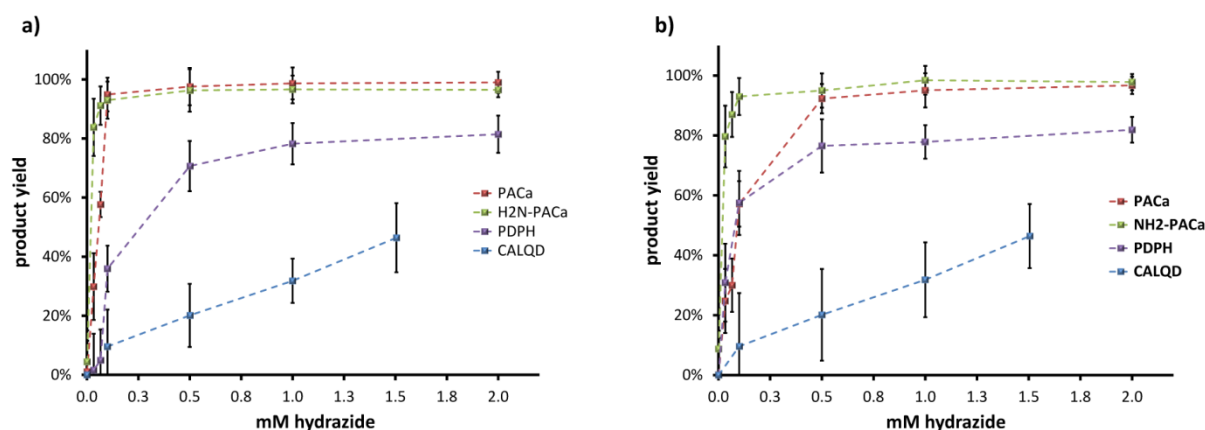 a)
product yield
100%
80%
60%
40%
20%
0%
0.0 0.3 0.5 0.8 1.0 1.3 1.5 1.8 2.0
mM hydrazide
PACa
H2N-PACa
PDPH
CALQD
b)
product yield
100%
80%
60%
40%
20%
0%
0.0 0.3 0.5 0.8 1.0 1.3 1.5 1.8 2.0
mM hydrazide
PACa
NH2-PACa
PDPH
CALQD